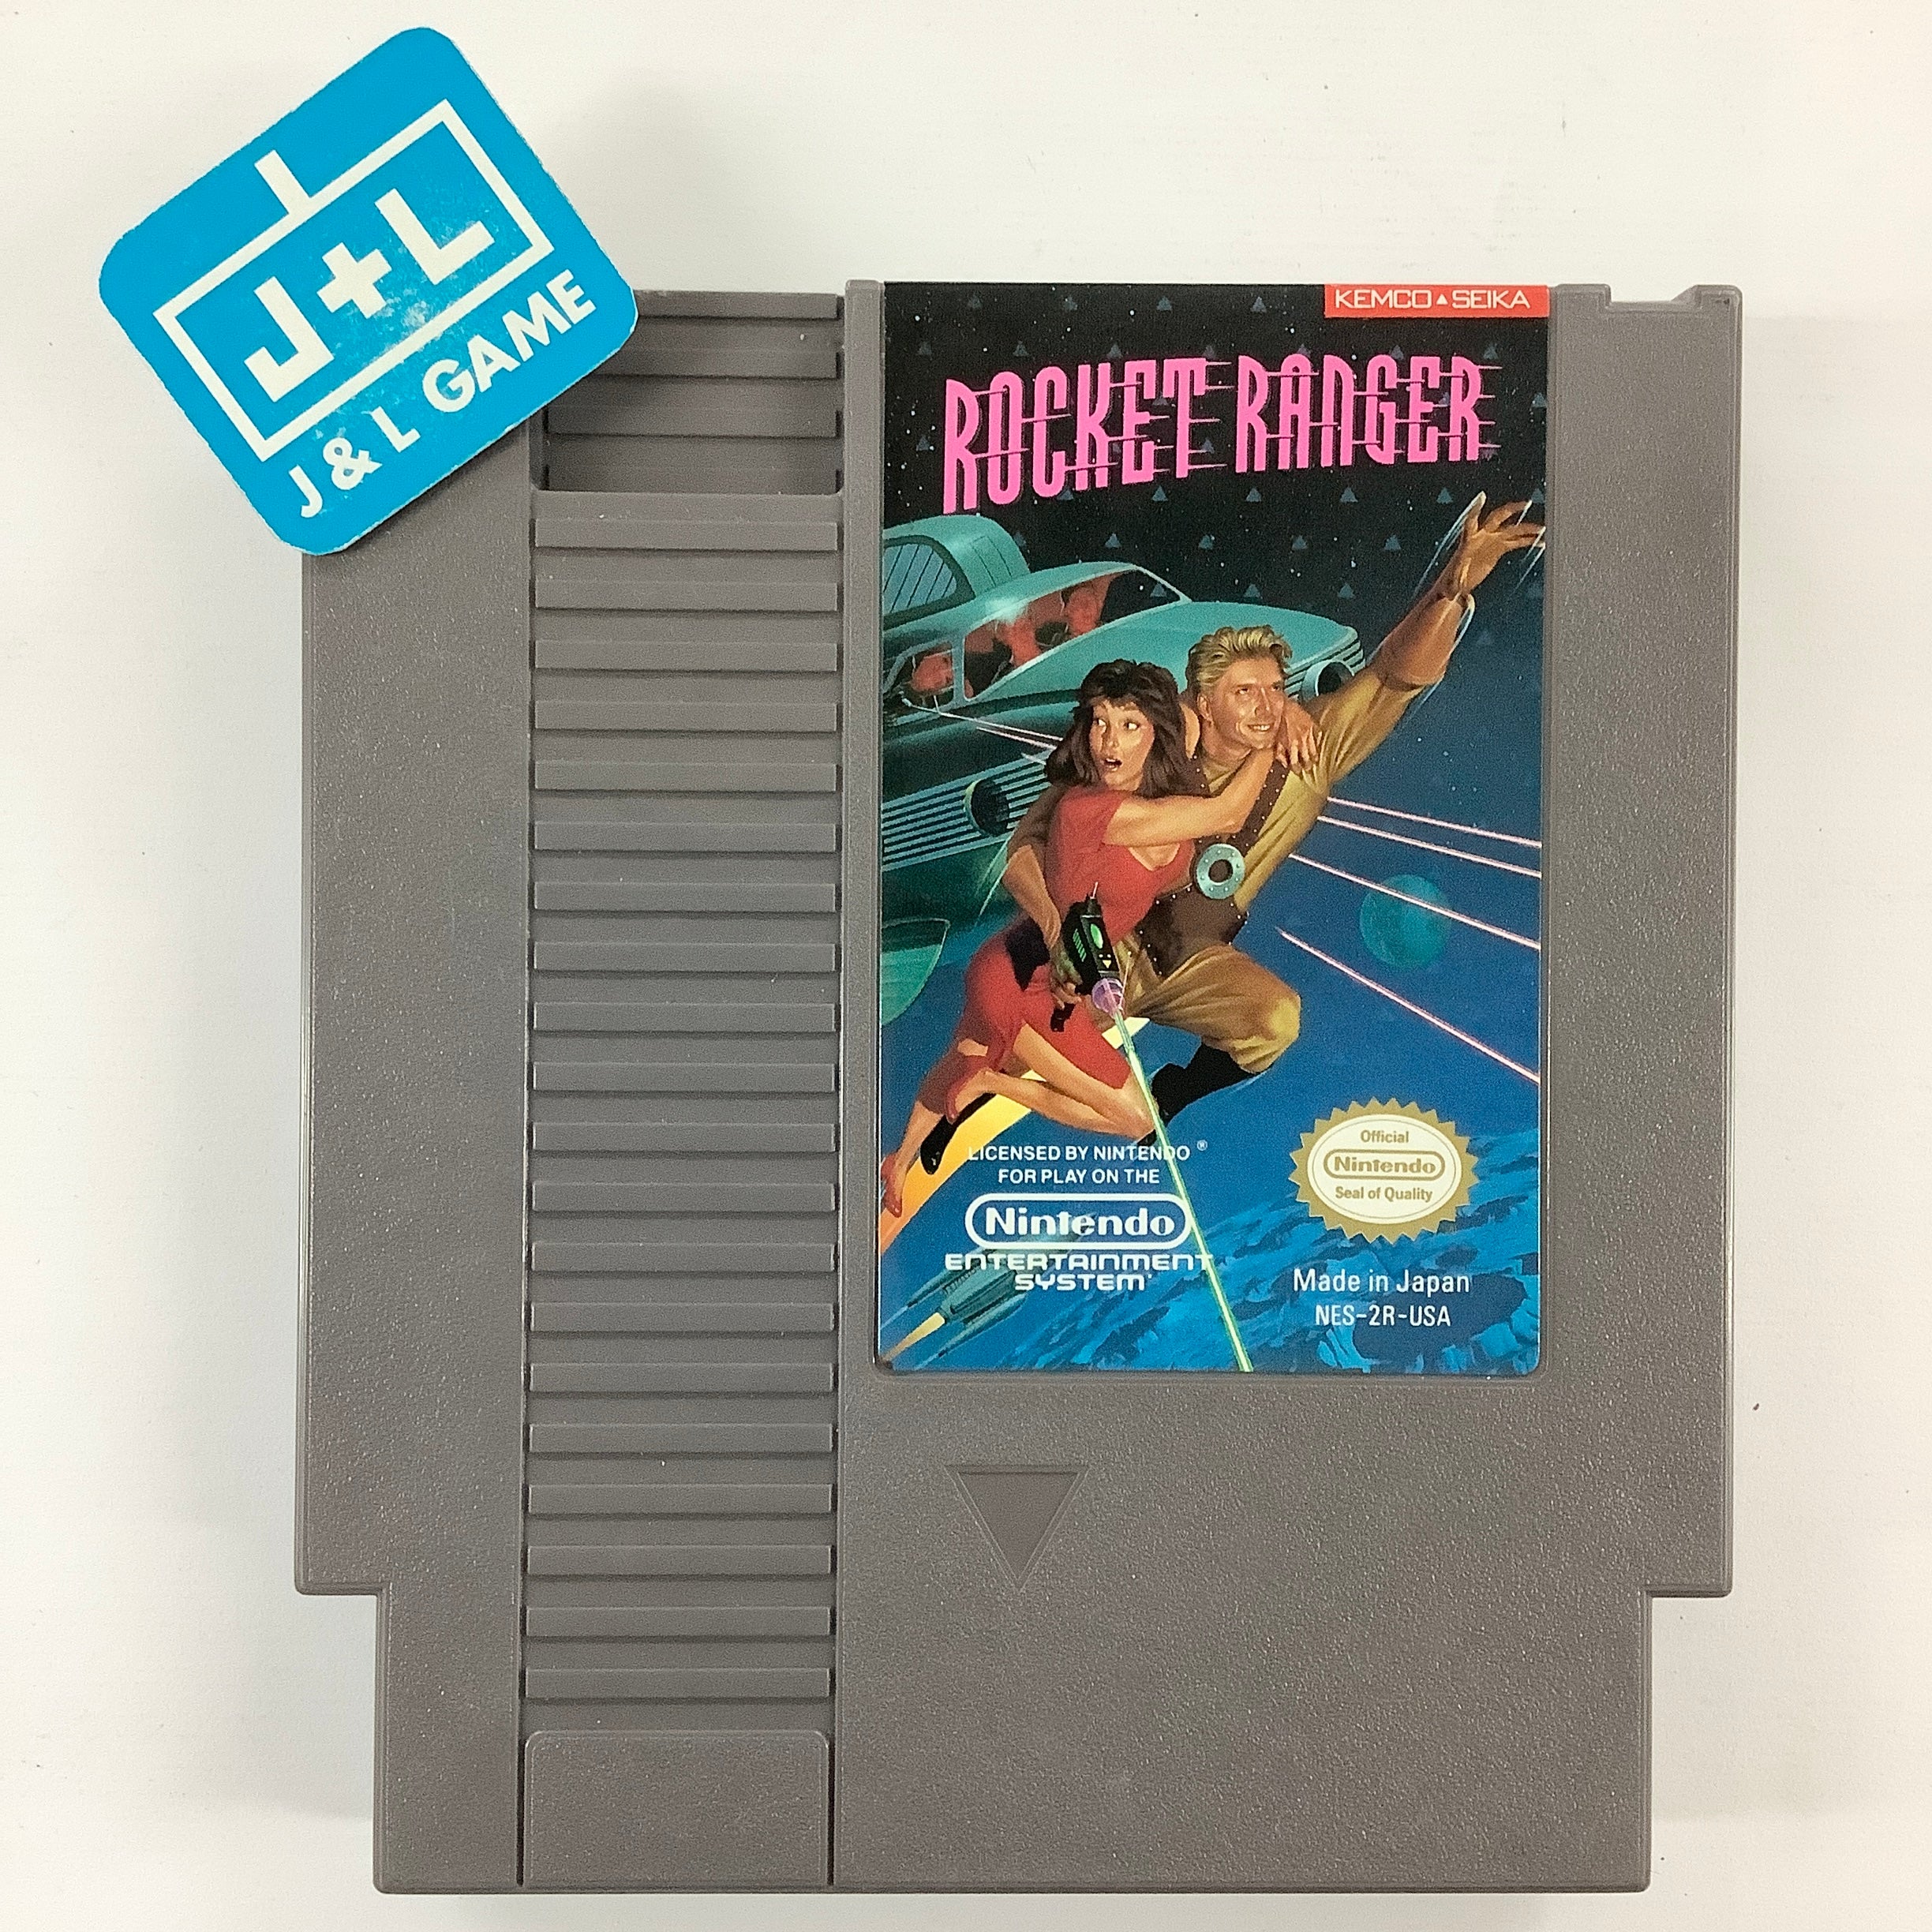 J+L
J & L GAME
KEMCO▲SEIKA
ROCKET RANGER
LICENSED BY NINTENDO®
FOR PLAY ON THE
Nintendo
ENTERTAINMENT
SYSTEM
Official
Nintendo
Seal of Quality
Made in Japan
NES-2R-USA